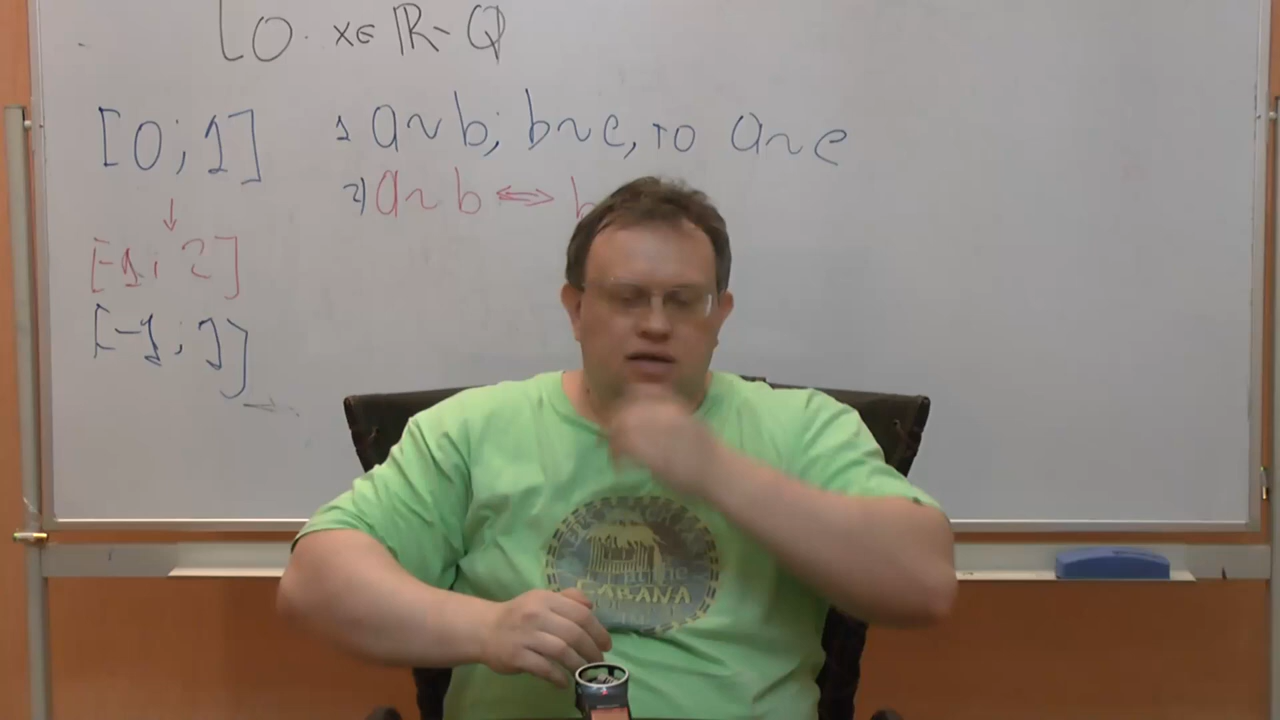 0. x∈ ℝ-ℚ
[0; 1]
1 a~b; b~c, то a~c
2) a~b ⇔ b
[-1; 2]
[-1; 1]
CABANA